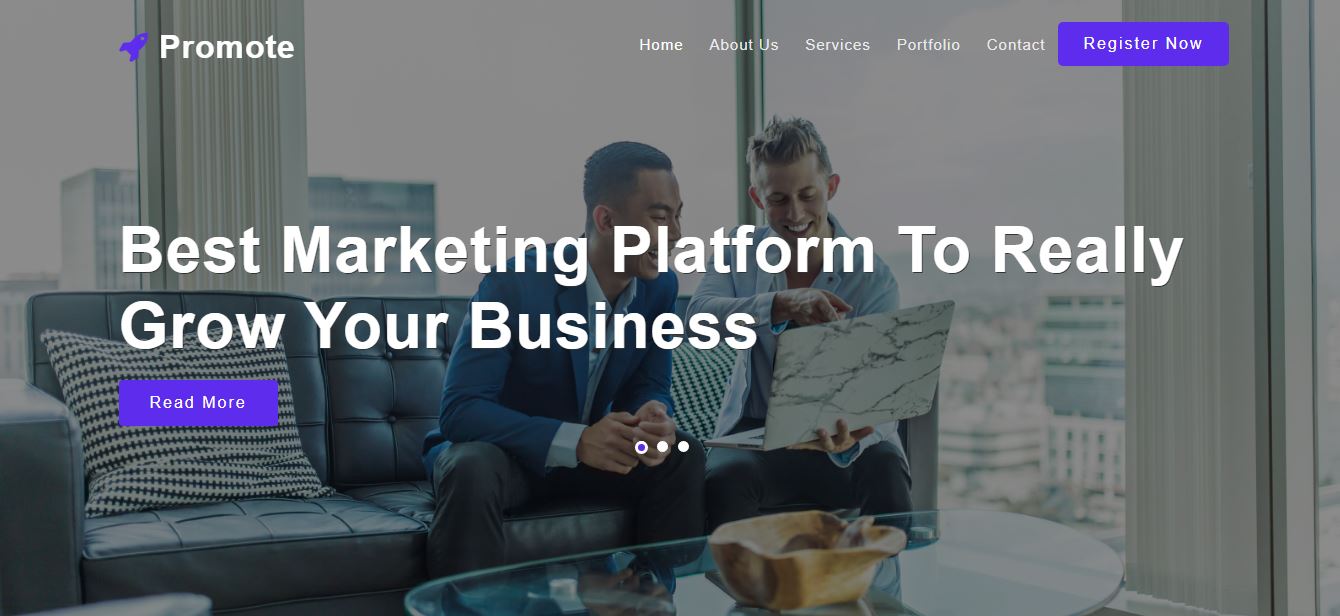 Promote
Home About Us Services Portfolio Contact Register Now
Best Marketing Platform To Really
Grow Your Business
Read More